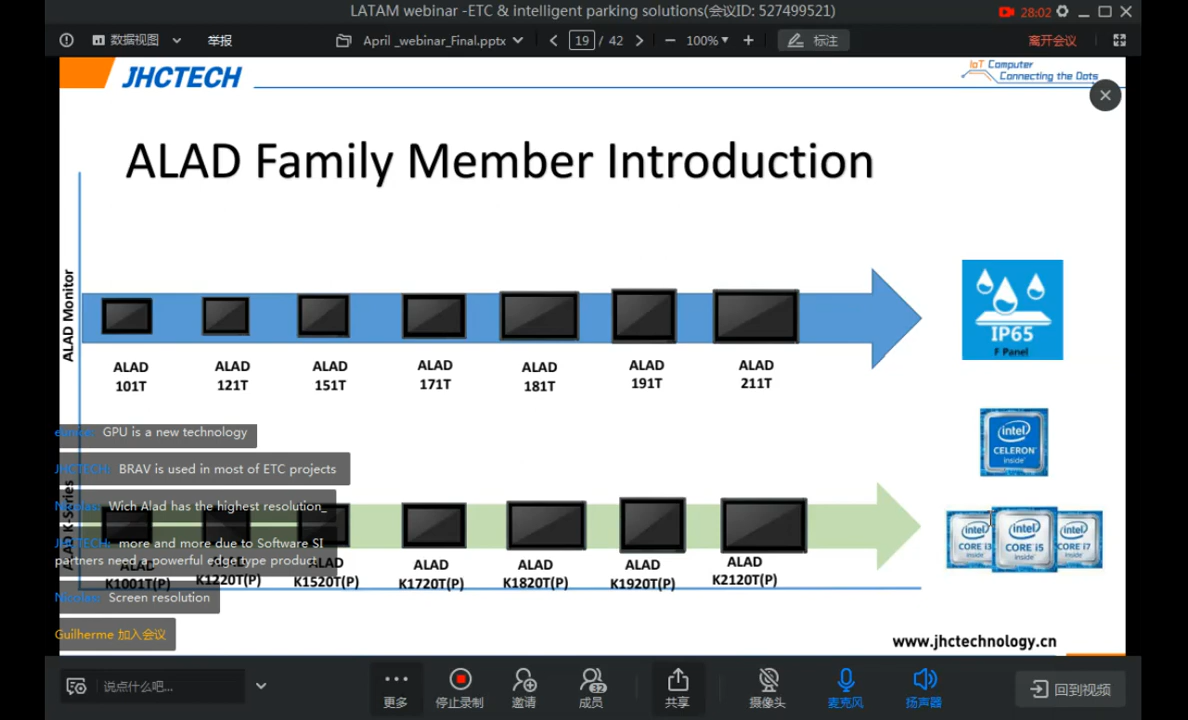 LATAM webinar -ETC & intelligent parking solutions(会议ID: 527499521)
28:02
数据视图
举报
April _webinar_Final.pptx
19 / 42
100%
标注
离开会议
JHCTECH
IoT Computer
Connecting the Dots
ALAD Family Member Introduction
ALAD Monitor
ALAD
101T
ALAD
121T
ALAD
151T
ALAD
171T
ALAD
181T
ALAD
191T
ALAD
211T
IP65
F Panel
intel
CELERON
inside
ALAD K-Series
ALAD
K1001T(P)
K1220T(P)
ALAD
K1520T(P)
ALAD
K1720T(P)
ALAD
K1820T(P)
ALAD
K1920T(P)
ALAD
K2120T(P)
intel
CORE i3
inside
intel
CORE i5
inside
intel
CORE i7
inside
GPU is a new technology
JHCTECH: BRAV is used in most of ETC projects
Nicolas: Wich Alad has the highest resolution_
JHCTECH: more and more due to Software SI
partners need a powerful edge type product
Nicolas: Screen resolution
Guilherme 加入会议
www.jhctechnology.cn
说点什么吧...
更多
停止录制
邀请
32
成员
共享
摄像头
麦克风
扬声器
回到视频